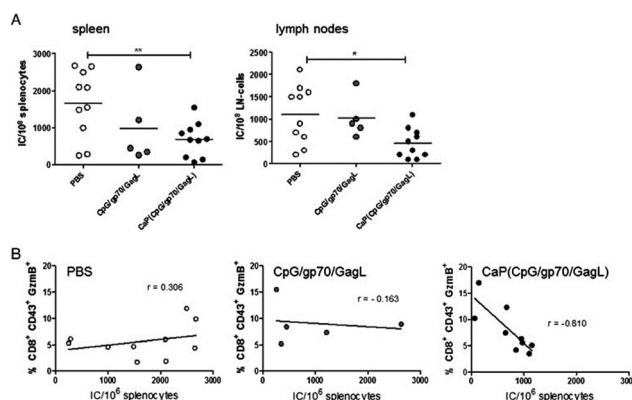 A
spleen
lymph nodes
**
*
IC/10⁶ splenocytes
3000
2000
1000
0
PBS
CpG/gp70/GagL
CaP(CpG/gp70/GagL)
IC/10⁶ LN-cells
2500
2000
1500
1000
500
0
PBS
CpG/gp70/GagL
CaP(CpG/gp70/GagL)
B
PBS
CpG/gp70/GagL
CaP(CpG/gp70/GagL)
% CD8⁺ CD43⁺ GzmB⁺
20
15
10
5
0
r = 0.306
0 1000 2000 3000
IC/10⁶ splenocytes
% CD8⁺ CD43⁺ GzmB⁺
20
15
10
5
0
r = - 0.163
0 1000 2000 3000
IC/10⁶ splenocytes
% CD8⁺ CD43⁺ GzmB⁺
20
15
10
5
0
r = -0.810
0 1000 2000 3000
IC/10⁶ splenocytes